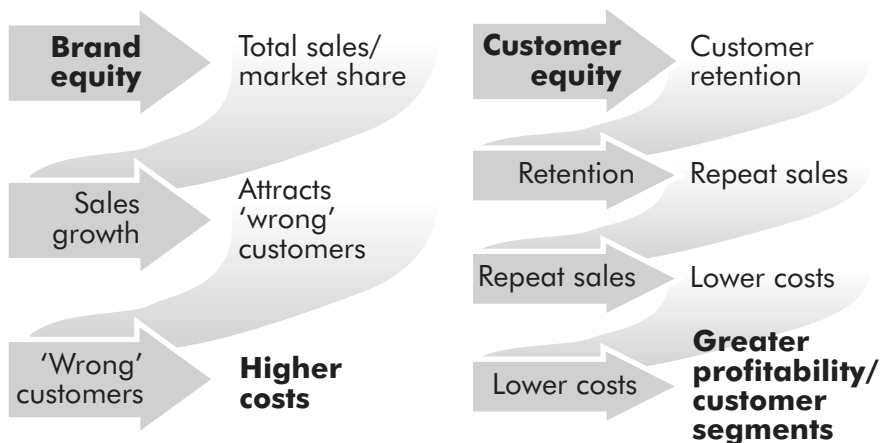 Brand
equity
Total sales/
market share
Sales
growth
Attracts
‘wrong’
customers
‘Wrong’
customers
Higher
costs
Customer
equity
Customer
retention
Retention
Repeat sales
Repeat sales
Lower costs
Lower costs
Greater
profitability/
customer
segments